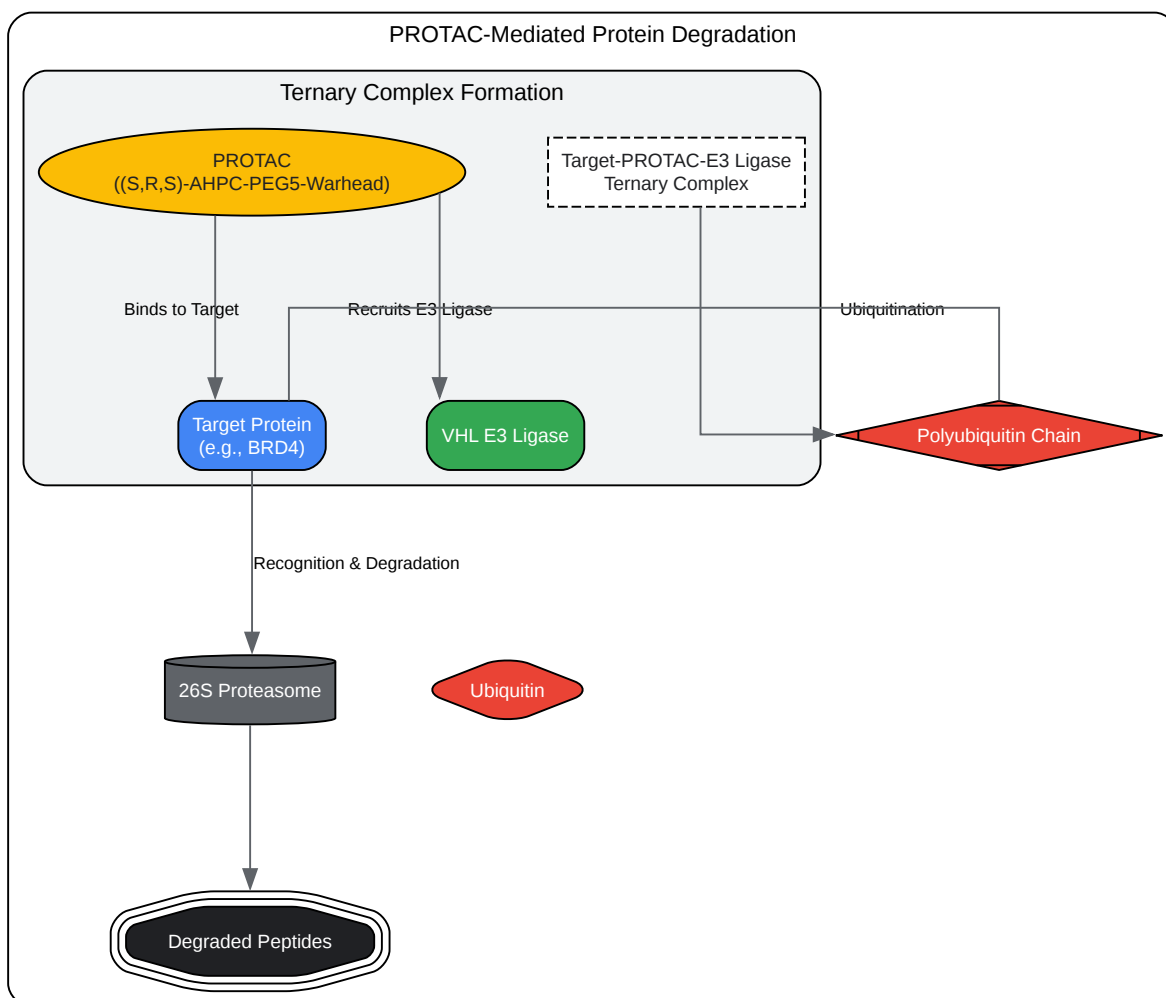 PROTAC-Mediated Protein Degradation
Ternary Complex Formation
PROTAC
((S,R,S)-AHPC-PEG5-Warhead)
Target-PROTAC-E3 Ligase
Ternary Complex
Binds to Target
Recruits E3 Ligase
Ubiquitination
Target Protein
(e.g., BRD4)
VHL E3 Ligase
Polyubiquitin Chain
Recognition & Degradation
26S Proteasome
Ubiquitin
Degraded Peptides